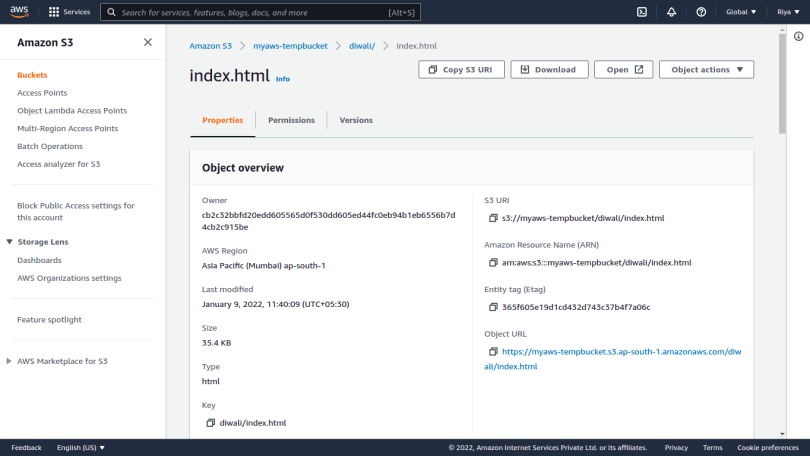 aws Services Search for services, features, blogs, docs, and more [Alt+S] Global Riya
Amazon S3
Buckets
Access Points
Object Lambda Access Points
Multi-Region Access Points
Batch Operations
Access analyzer for S3
Block Public Access settings for
this account
Storage Lens
Dashboards
AWS Organizations settings
Feature spotlight
AWS Marketplace for S3
Amazon S3 myaws-tempbucket diwali/ index.html
index.html Info
Copy S3 URI Download Open Object actions
Properties Permissions Versions
Object overview
Owner
cb2c32bbfd20edd605565d0f530dd605ed44fc0eb94b1eb6556b7d
4cb2c915be
AWS Region
Asia Pacific (Mumbai) ap-south-1
Last modified
January 9, 2022, 11:40:09 (UTC+05:30)
Size
35.4 KB
Type
html
Key
diwali/index.html
S3 URI
s3://myaws-tempbucket/diwali/index.html
Amazon Resource Name (ARN)
arn:aws:s3:::myaws-tempbucket/diwali/index.html
Entity tag (Etag)
365f605e19d1cd432d743c37b4f7a06c
Object URL
https://myaws-tempbucket.s3.ap-south-1.amazonaws.com/diw
ali/index.html
Feedback English (US) © 2022, Amazon Internet Services Private Ltd. or its affiliates. Privacy Terms Cookie preferences